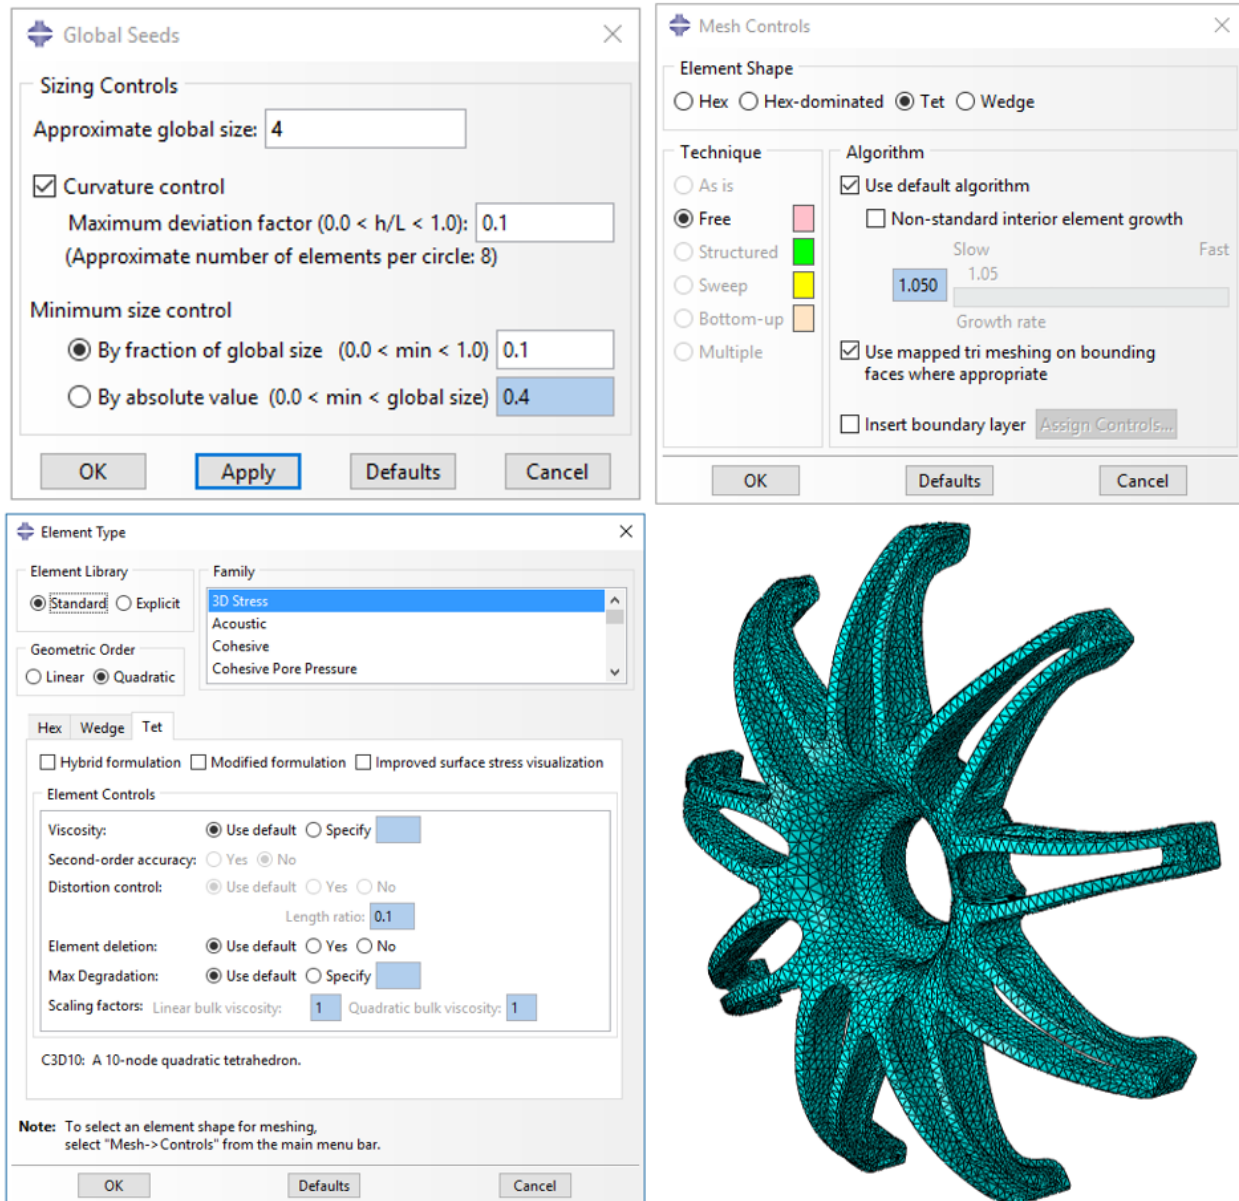 Global Seeds
Sizing Controls
Approximate global size: 4
Curvature control
Maximum deviation factor (0.0 < h/L < 1.0): 0.1
(Approximate number of elements per circle: 8)
Minimum size control
By fraction of global size (0.0 < min < 1.0) 0.1
By absolute value (0.0 < min < global size) 0.4
OK Apply Defaults Cancel
Mesh Controls
Element Shape
Hex Hex-dominated Tet Wedge
Technique
As is
Free
Structured
Sweep
Bottom-up
Multiple
Algorithm
Use default algorithm
Non-standard interior element growth
Slow Fast
1.05
1.050
Growth rate
Use mapped tri meshing on bounding
faces where appropriate
Insert boundary layer Assign Controls...
OK Defaults Cancel
Element Type
Element Library
Standard Explicit
Geometric Order
Linear Quadratic
Family
3D Stress
Acoustic
Cohesive
Cohesive Pore Pressure
Hex Wedge Tet
Hybrid formulation Modified formulation Improved surface stress visualization
Element Controls
Viscosity: Use default Specify
Second-order accuracy: Yes No
Distortion control: Use default Yes No
Length ratio: 0.1
Element deletion: Use default Yes No
Max Degradation: Use default Specify
Scaling factors: Linear bulk viscosity: 1 Quadratic bulk viscosity: 1
C3D10: A 10-node quadratic tetrahedron.
Note: To select an element shape for meshing,
select "Mesh->Controls" from the main menu bar.
OK Defaults Cancel